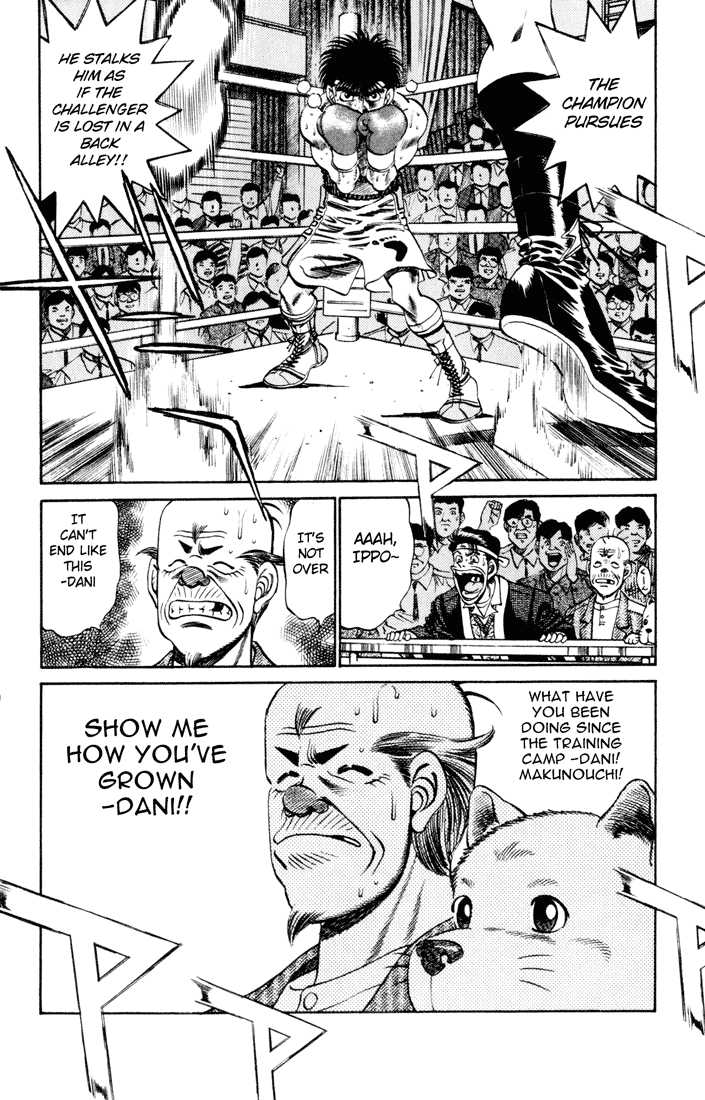 THE
CHAMPION
PURSUES
HE STALKS
HIM AS
IF THE
CHALLENGER
IS LOST IN A
BACK
ALLEY!!
AAAH,
IPPO~
IT'S
NOT
OVER
IT
CAN'T
END LIKE
THIS
-DANI
WHAT HAVE
YOU BEEN
DOING SINCE
THE TRAINING
CAMP -DANI!
MAKUNOUCHI!
SHOW ME
HOW YOU'VE
GROWN
-DANI!!